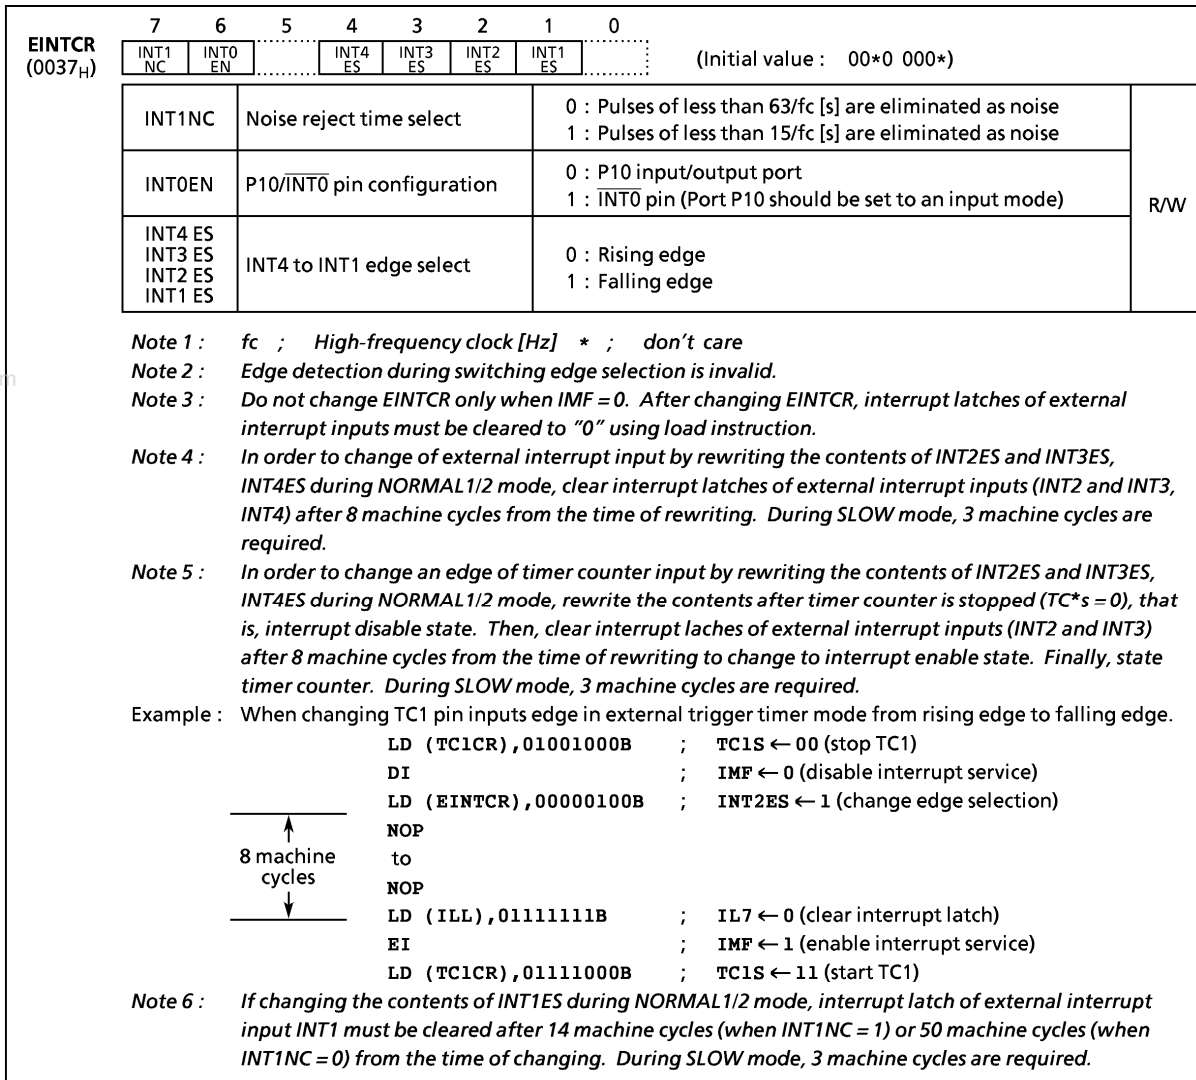 7 6 5 4 3 2 1 0
EINTCR
(0037H)
INT1 NC
INT0 EN
INT4 ES
INT3 ES
INT2 ES
INT1 ES
(Initial value : 00*0 000*)
INT1NC
Noise reject time select
0 : Pulses of less than 63/fc [s] are eliminated as noise
1 : Pulses of less than 15/fc [s] are eliminated as noise
R/W
INT0EN
P10/INT0 pin configuration
0 : P10 input/output port
1 : INT0 pin (Port P10 should be set to an input mode)
INT4 ES
INT3 ES
INT2 ES
INT1 ES
INT4 to INT1 edge select
0 : Rising edge
1 : Falling edge
Note 1 : fc ; High-frequency clock [Hz] * ; don't care
Note 2 : Edge detection during switching edge selection is invalid.
Note 3 : Do not change EINTCR only when IMF = 0. After changing EINTCR, interrupt latches of external
interrupt inputs must be cleared to "0" using load instruction.
Note 4 : In order to change of external interrupt input by rewriting the contents of INT2ES and INT3ES,
INT4ES during NORMAL1/2 mode, clear interrupt latches of external interrupt inputs (INT2 and INT3,
INT4) after 8 machine cycles from the time of rewriting. During SLOW mode, 3 machine cycles are
required.
Note 5 : In order to change an edge of timer counter input by rewriting the contents of INT2ES and INT3ES,
INT4ES during NORMAL1/2 mode, rewrite the contents after timer counter is stopped (TC*s = 0), that
is, interrupt disable state. Then, clear interrupt laches of external interrupt inputs (INT2 and INT3)
after 8 machine cycles from the time of rewriting to change to interrupt enable state. Finally, state
timer counter. During SLOW mode, 3 machine cycles are required.
Example : When changing TC1 pin inputs edge in external trigger timer mode from rising edge to falling edge.
LD (TC1CR),01001000B ; TC1S ← 00 (stop TC1)
DI ; IMF ← 0 (disable interrupt service)
LD (EINTCR),00000100B ; INT2ES ← 1 (change edge selection)
NOP
8 machine
cycles
to
NOP
LD (ILL),01111111B ; IL7 ← 0 (clear interrupt latch)
EI ; IMF ← 1 (enable interrupt service)
LD (TC1CR),01111000B ; TC1S ← 11 (start TC1)
Note 6 : If changing the contents of INT1ES during NORMAL1/2 mode, interrupt latch of external interrupt
input INT1 must be cleared after 14 machine cycles (when INT1NC = 1) or 50 machine cycles (when
INT1NC = 0) from the time of changing. During SLOW mode, 3 machine cycles are required.